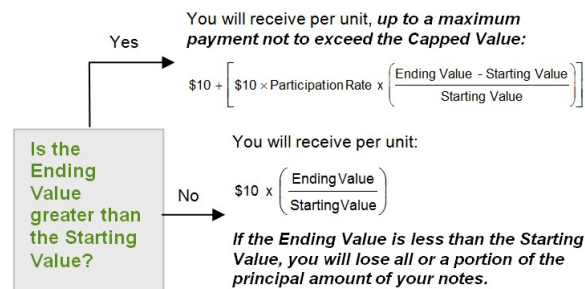 You will receive per unit, up to a maximum
payment not to exceed the Capped Value:
Yes
$10 + [ $10 × Participation Rate x ( Ending Value - Starting Value / Starting Value ) ]
Is the
Ending
Value
greater than
the Starting
Value?
No
You will receive per unit:
$10 x ( Ending Value / Starting Value )
If the Ending Value is less than the Starting
Value, you will lose all or a portion of the
principal amount of your notes.